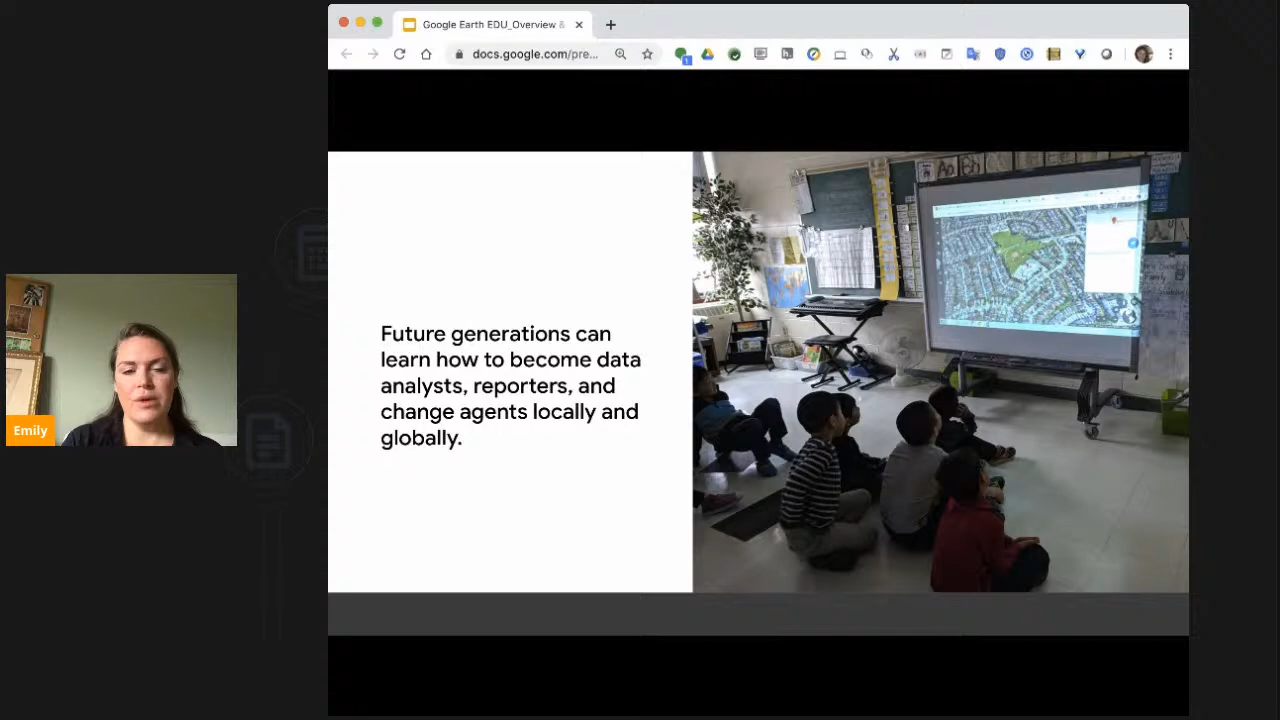 Google Earth EDU_Overview &
docs.google.com/pre...
1
Future generations can
learn how to become data
analysts, reporters, and
change agents locally and
globally.
Emily